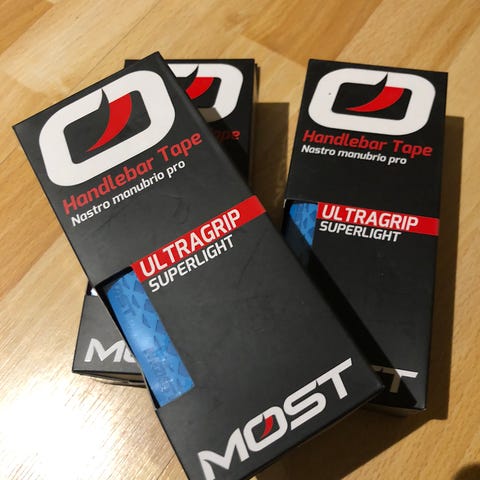 Handlebar Tape
Nastro manubrio pro
ULTRAGRIP
SUPERLIGHT
MOST
Handlebar Tape
Nastro manubrio pro
ULTRAGRIP
SUPERLIGHT